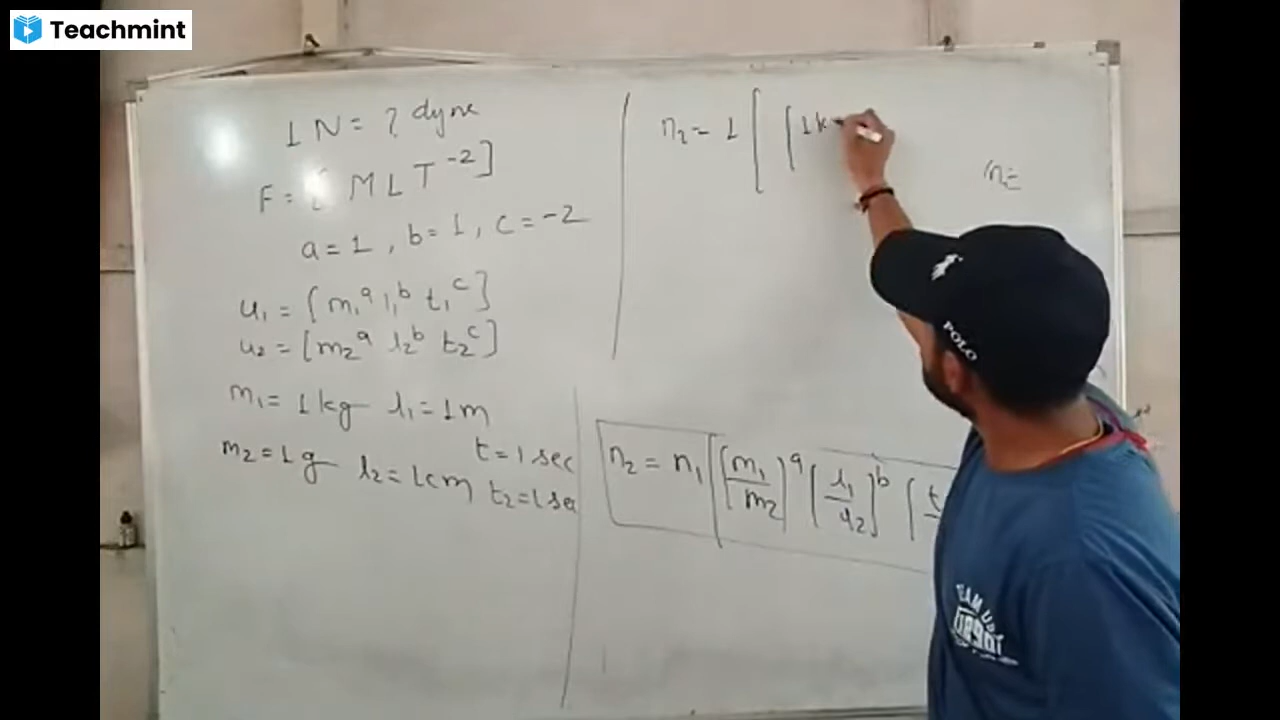 Teachmint
1 N = ? dyne
F = [ M L T⁻²]
a = 1 , b = 1 , c = -2
u₁ = [m₁ᵃ l₁ᵇ t₁ᶜ]
u₂ = [m₂ᵃ l₂ᵇ t₂ᶜ]
m₁ = 1 kg l₁ = 1 m
t = 1 sec
m₂ = 1 g l₂ = 1 cm t₂ = 1 sec
n₂ = 1 [ [ 1 k
n₂ = n₁ [ [m₁/m₂]ᵃ [l₁/l₂]ᵇ [t
POLO
TEAM